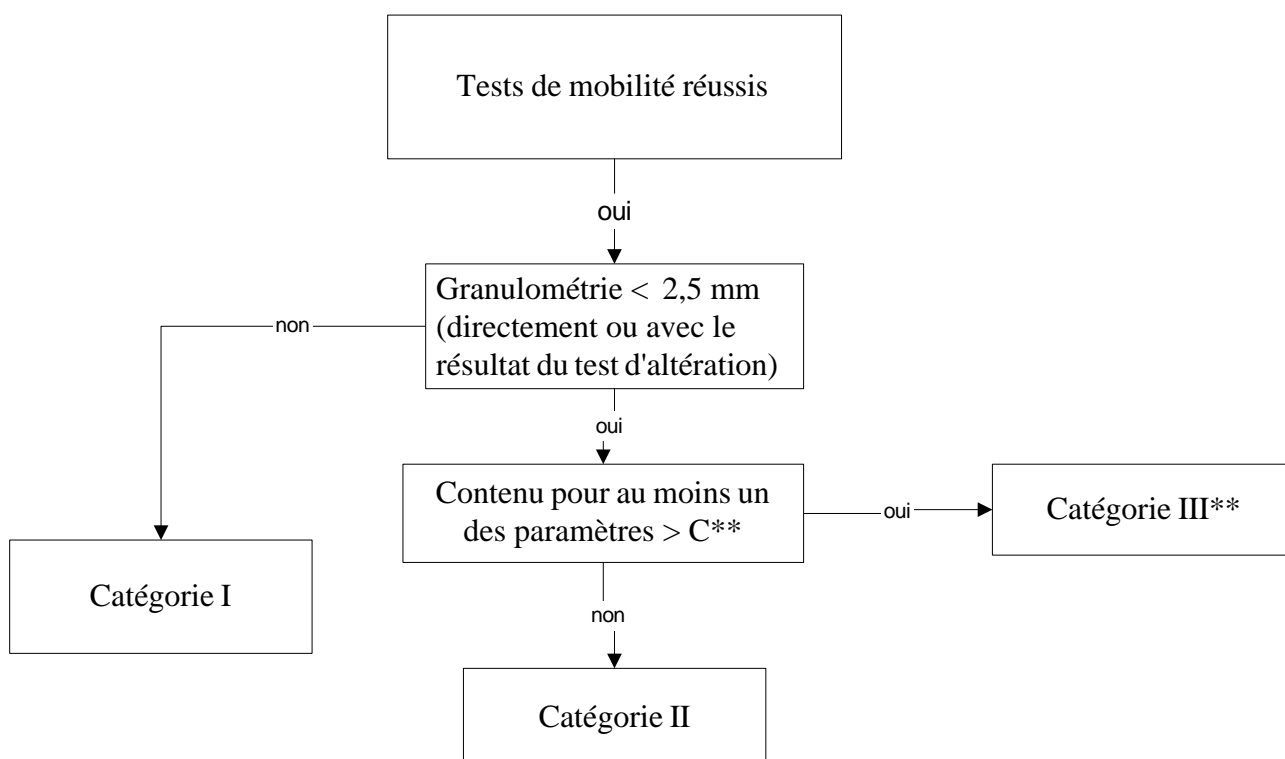 Tests de mobilité réussis
oui
Granulométrie < 2,5 mm
(directement ou avec le
résultat du test d'altération)
non
oui
Contenu pour au moins un
des paramètres > C**
oui
Catégorie III**
Catégorie I
non
Catégorie II